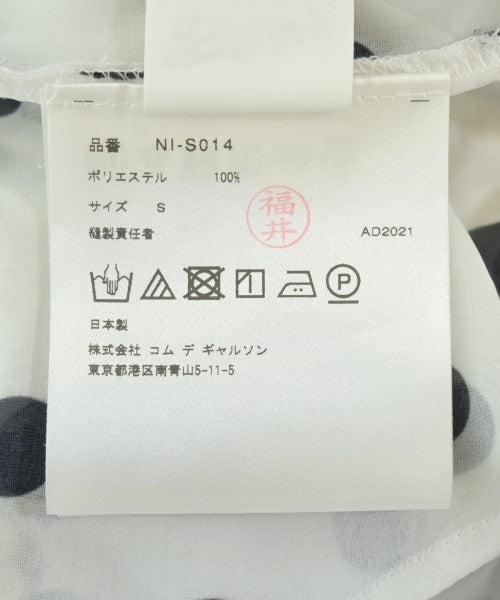 品番 NI-S014
ポリエステル 100%
サイズ S
福井
縫製責任者 AD2021
日本製
株式会社 コム デ ギャルソン
東京都港区南青山5-11-5